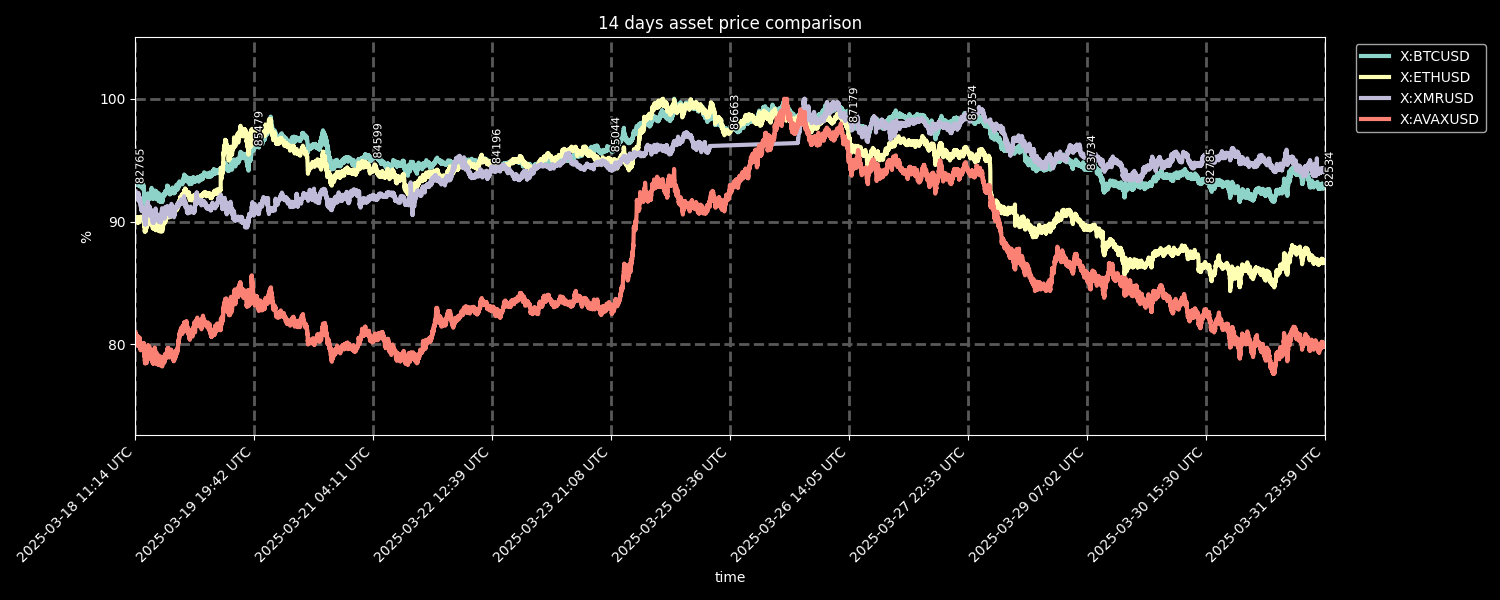 14 days asset price comparison
X:BTCUSD
X:ETHUSD
X:XMRUSD
X:AVAXUSD
100
90
80
%
82765
85479
84599
84196
85044
86663
87179
87354
83734
82785
82534
2025-03-18 11:14 UTC
2025-03-19 19:42 UTC
2025-03-21 04:11 UTC
2025-03-22 12:39 UTC
2025-03-23 21:08 UTC
2025-03-25 05:36 UTC
2025-03-26 14:05 UTC
2025-03-27 22:33 UTC
2025-03-29 07:02 UTC
2025-03-30 15:30 UTC
2025-03-31 23:59 UTC
time